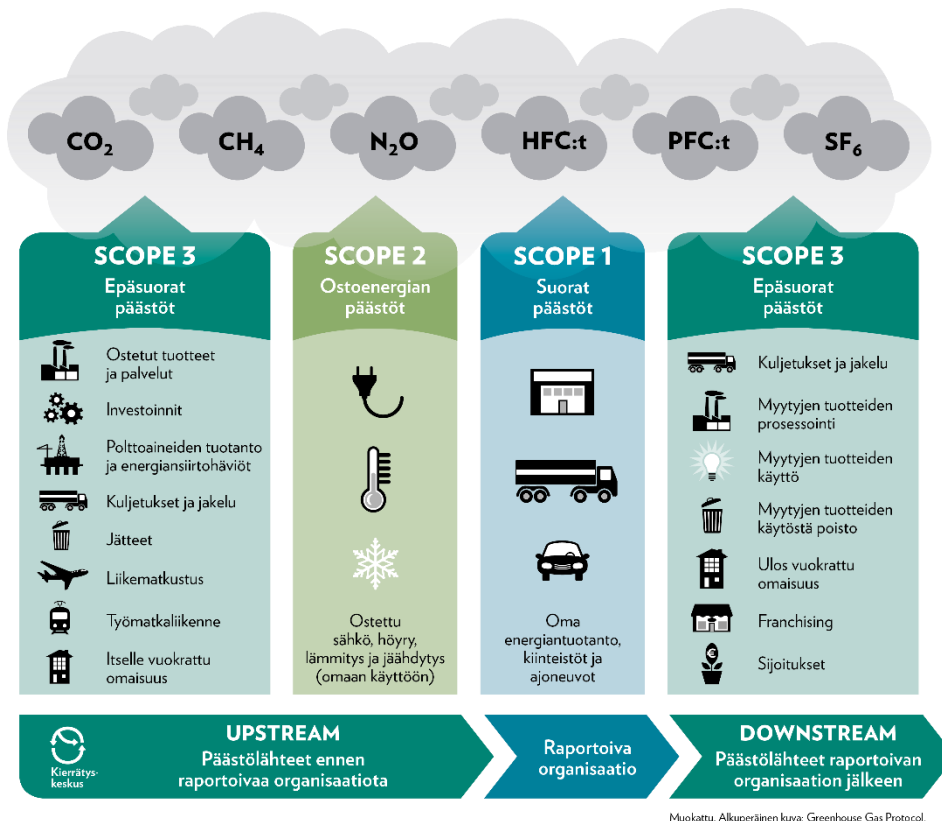 CO₂
CH₄
N₂O
HFC:t
PFC:t
SF₆
SCOPE 3
Epäsuorat
päästöt
Ostetut tuotteet
ja palvelut
Investoinnit
Polttoaineiden tuotanto
ja energiansiirtohäviöt
Kuljetukset ja jakelu
Jätteet
Liikematkustus
Työmatkaliikenne
Itselle vuokrattu
omaisuus
SCOPE 2
Ostoenergian
päästöt
Ostettu
sähkö, höyry,
lämmitys ja jäähdytys
(omaan käyttöön)
SCOPE 1
Suorat
päästöt
Oma
energiantuotanto,
kiinteistöt ja
ajoneuvot
SCOPE 3
Epäsuorat
päästöt
Kuljetukset ja jakelu
Myytyjen tuotteiden
prosessointi
Myytyjen tuotteiden
käyttö
Myytyjen tuotteiden
käytöstä poisto
Ulos vuokrattu
omaisuus
Franchising
Sijoitukset
Kierrätys-
keskus
UPSTREAM
Päästölähteet ennen
raportoivaa organisaatiota
Raportoiva
organisaatio
DOWNSTREAM
Päästölähteet raportoivan
organisaation jälkeen
Muokattu. Alkuperäinen kuva: Greenhouse Gas Protocol.